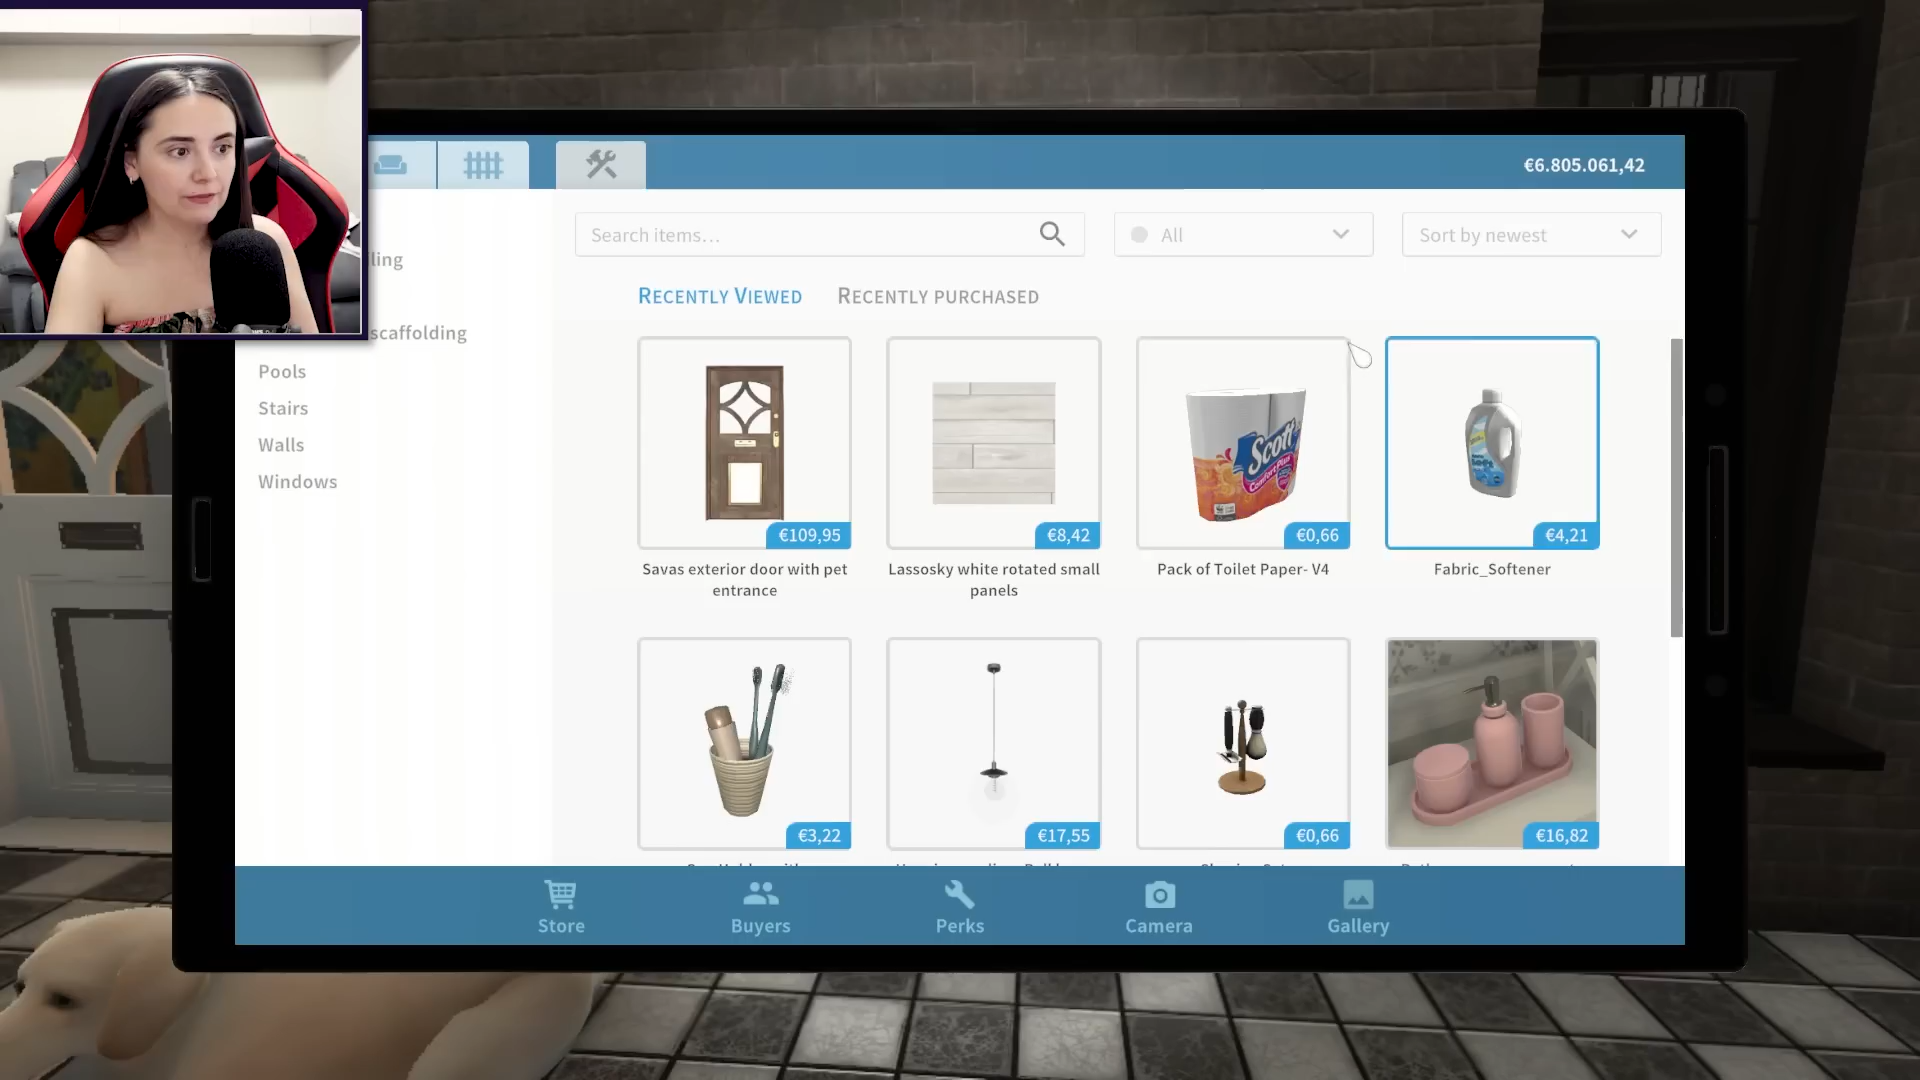 €6.805.061,42
Search items...
All
Sort by newest
ling
scaffolding
Pools
Stairs
Walls
Windows
RECENTLY VIEWED
RECENTLY PURCHASED
Scott
ComfortPlus
€109,95
€8,42
€0,66
€4,21
Savas exterior door with pet
entrance
Lassosky white rotated small
panels
Pack of Toilet Paper- V4
Fabric_Softener
€3,22
€17,55
€0,66
€16,82
Store
Buyers
Perks
Camera
Gallery